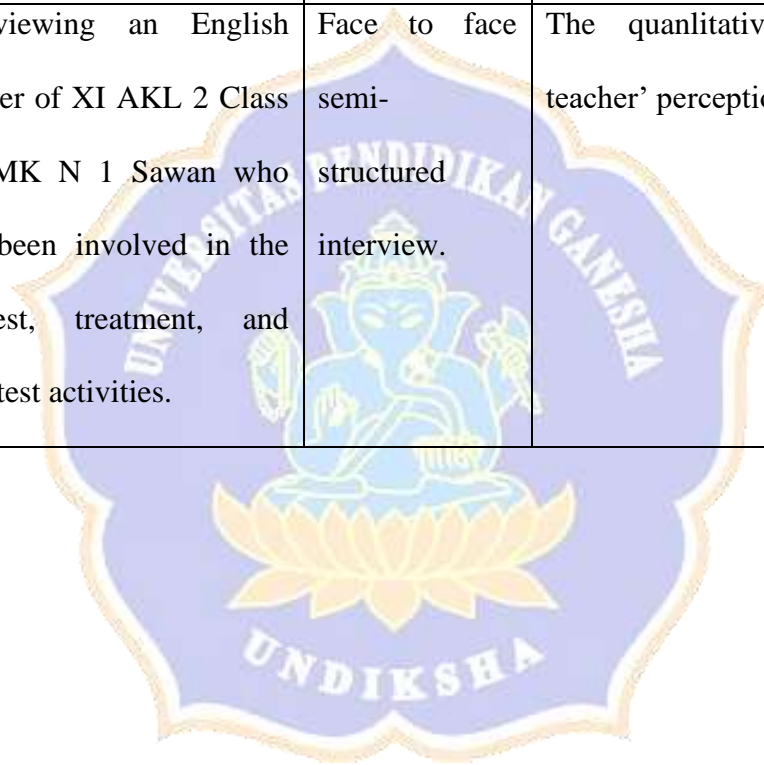 viewing an English
er of XI AKL 2 Class
MK N 1 Sawan who
been involved in the
est, treatment, and
test activities.
Face to face
semi-
structured
interview.
The quanlitativ
teacher’ perceptio
UNIVERSITAS PENDIDIKAN GANESHA
UNDIKSHA